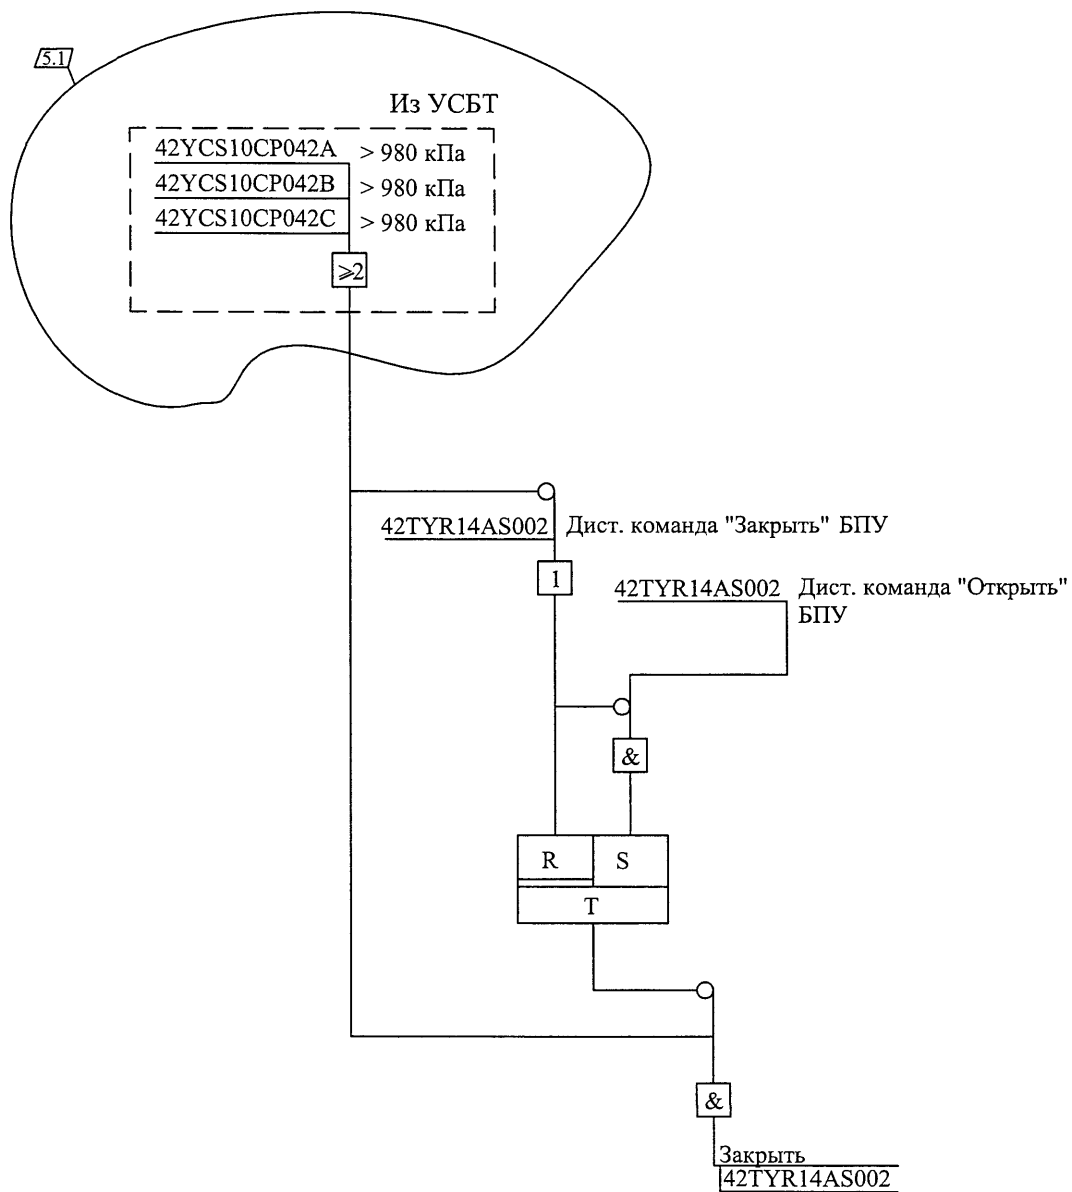 5.1
Из УСБТ
42YCS10CP042A > 980 кПа
42YCS10CP042B > 980 кПа
42YCS10CP042C > 980 кПа
⩾2
42TYR14AS002 Дист. команда "Закрыть" БПУ
1
42TYR14AS002 Дист. команда "Открыть"
БПУ
&
R S
T
&
Закрыть
42TYR14AS002